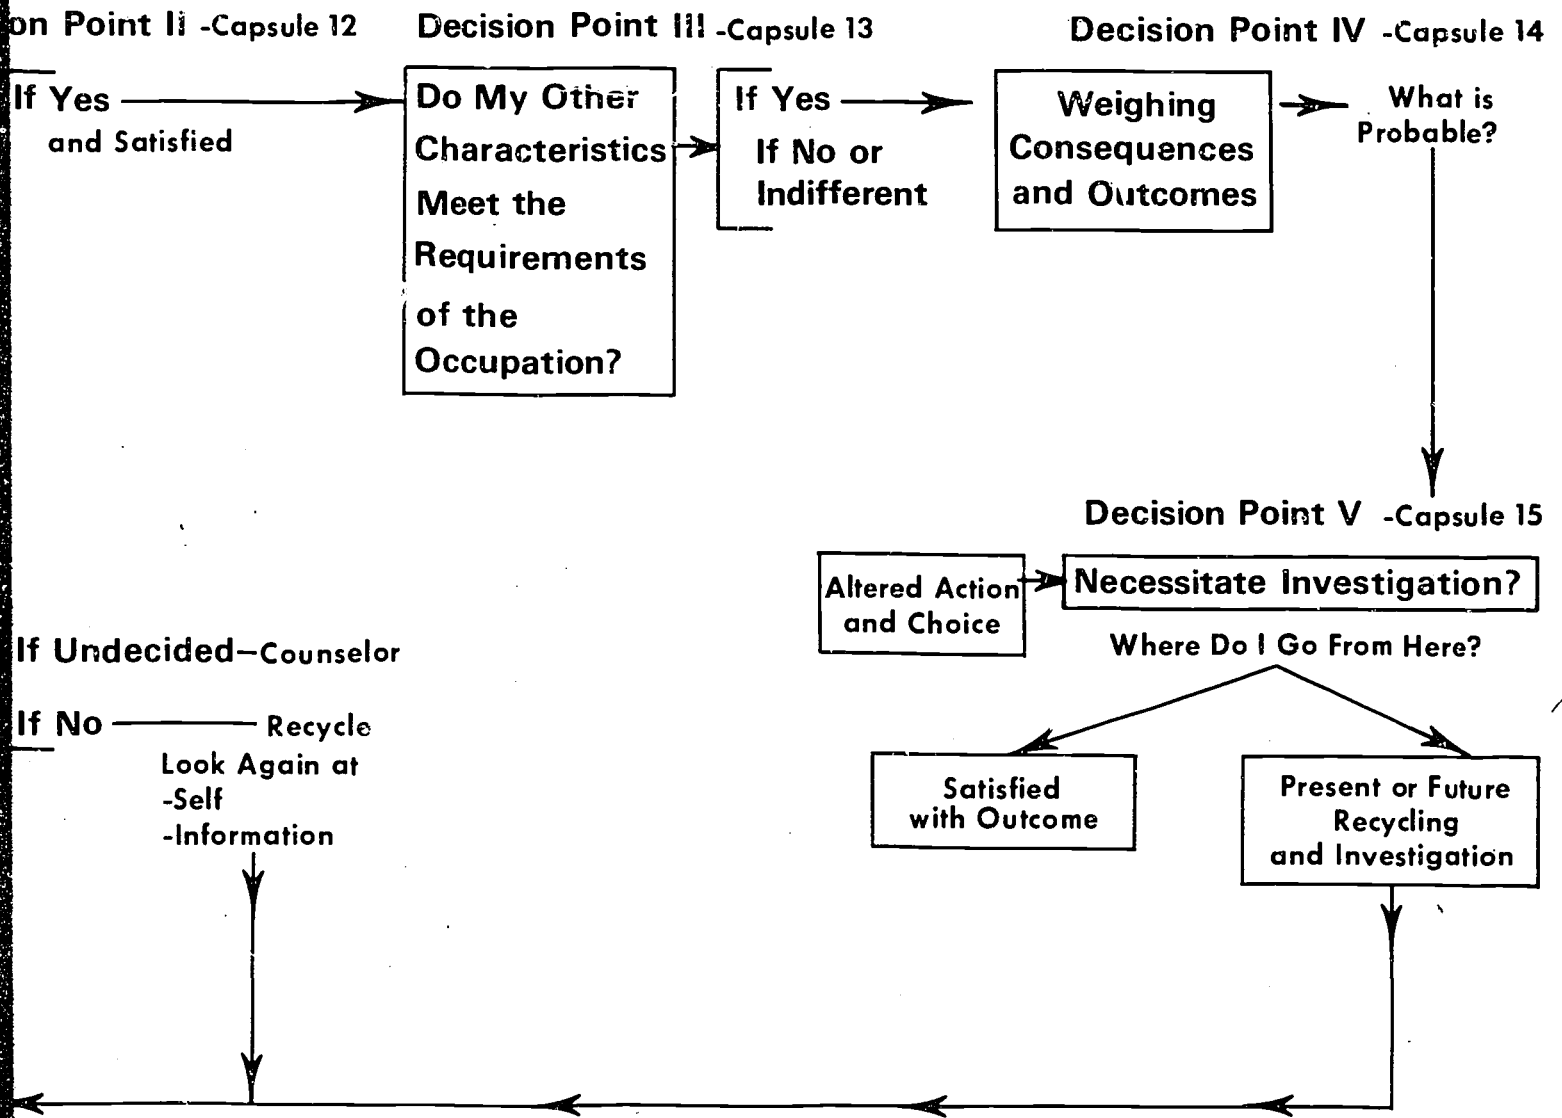 on Point II -Capsule 12
If Yes
and Satisfied
Decision Point III -Capsule 13
Do My Other
Characteristics
Meet the
Requirements
of the
Occupation?
If Yes
If No or
Indifferent
Decision Point IV -Capsule 14
Weighing
Consequences
and Outcomes
What is
Probable?
Decision Point V -Capsule 15
Altered Action
and Choice
Necessitate Investigation?
Where Do I Go From Here?
Satisfied
with Outcome
Present or Future
Recycling
and Investigation
If Undecided—Counselor
If No — Recycle
Look Again at
-Self
-Information